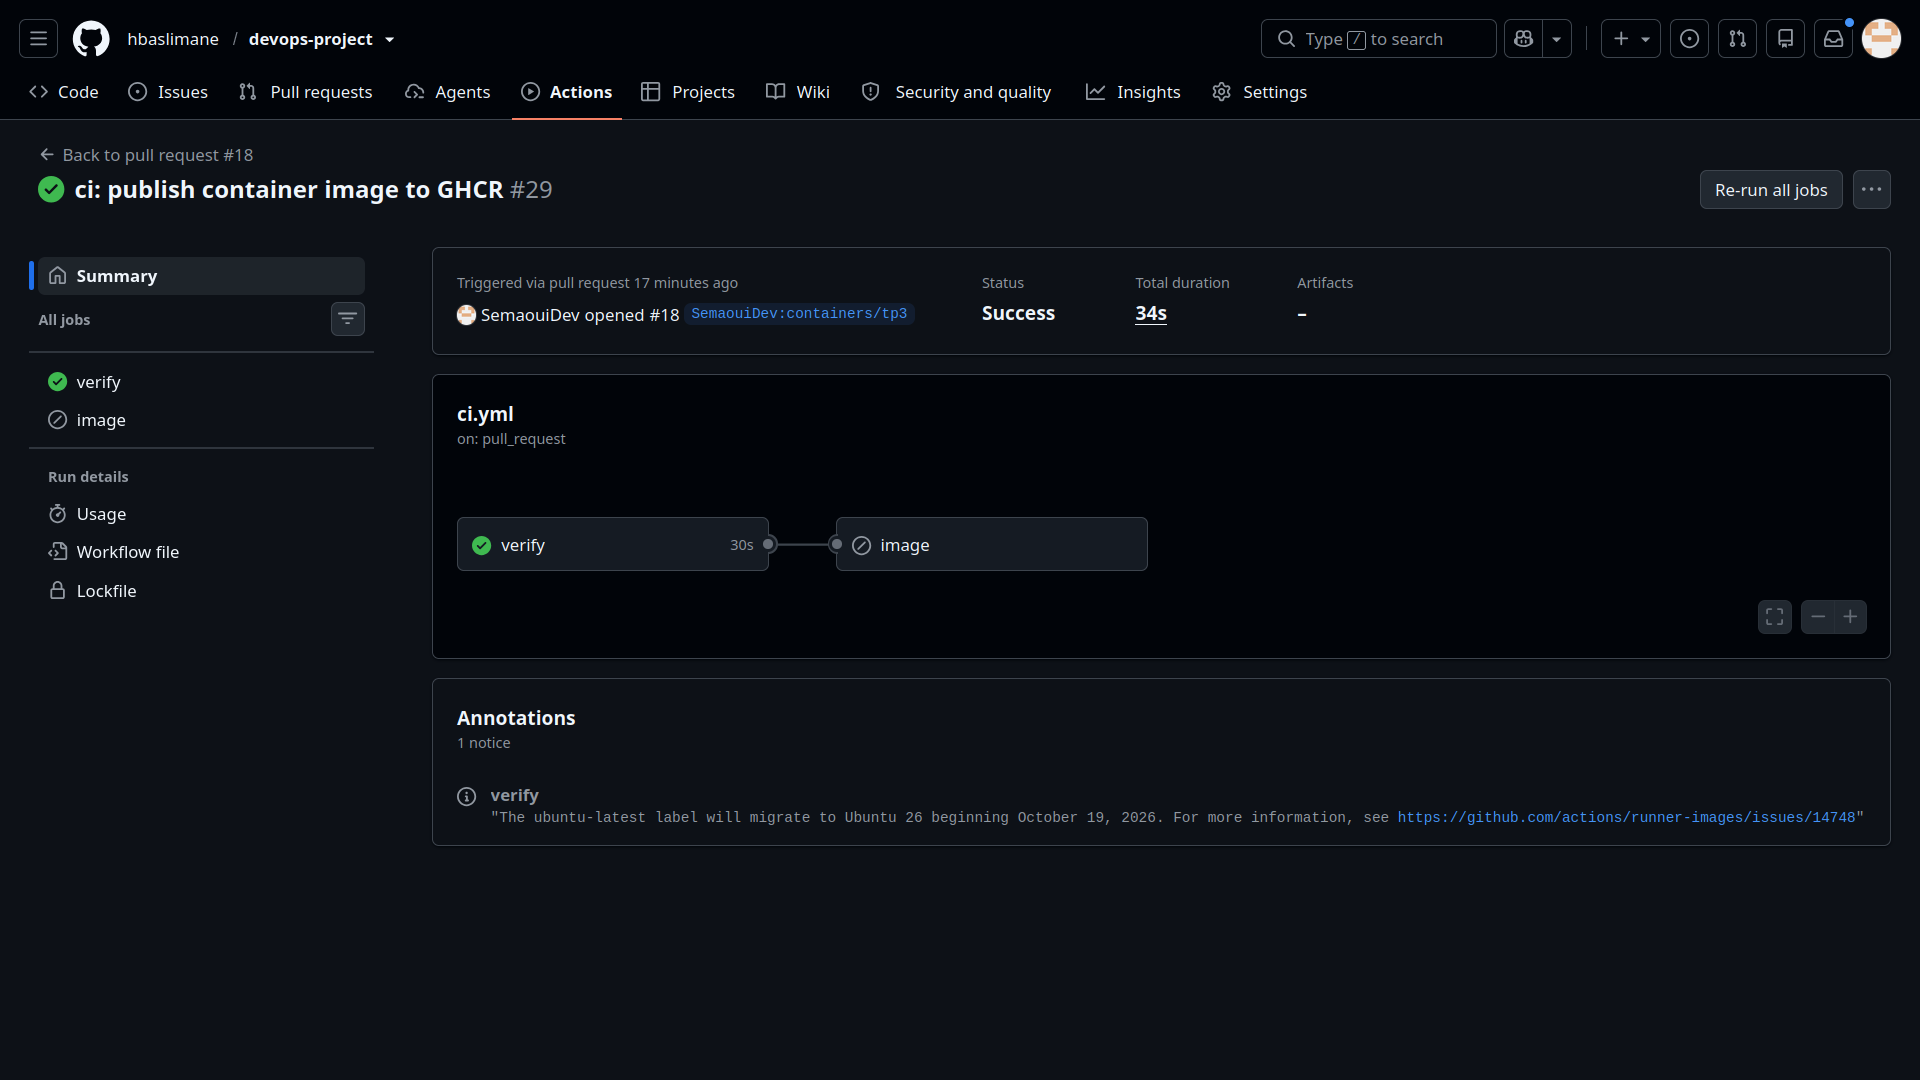 hbaslimane / devops-project
Type / to search
Code
Issues
Pull requests
Agents
Actions
Projects
Wiki
Security and quality
Insights
Settings
Back to pull request #18
ci: publish container image to GHCR #29
Re-run all jobs
Summary
All jobs
verify
image
Run details
Usage
Workflow file
Lockfile
Triggered via pull request 17 minutes ago
SemaouiDev opened #18 SemaouiDev:containers/tp3
Status
Success
Total duration
34s
Artifacts
–
ci.yml
on: pull_request
verify 30s
image
Annotations
1 notice
verify
"The ubuntu-latest label will migrate to Ubuntu 26 beginning October 19, 2026. For more information, see https://github.com/actions/runner-images/issues/14748"